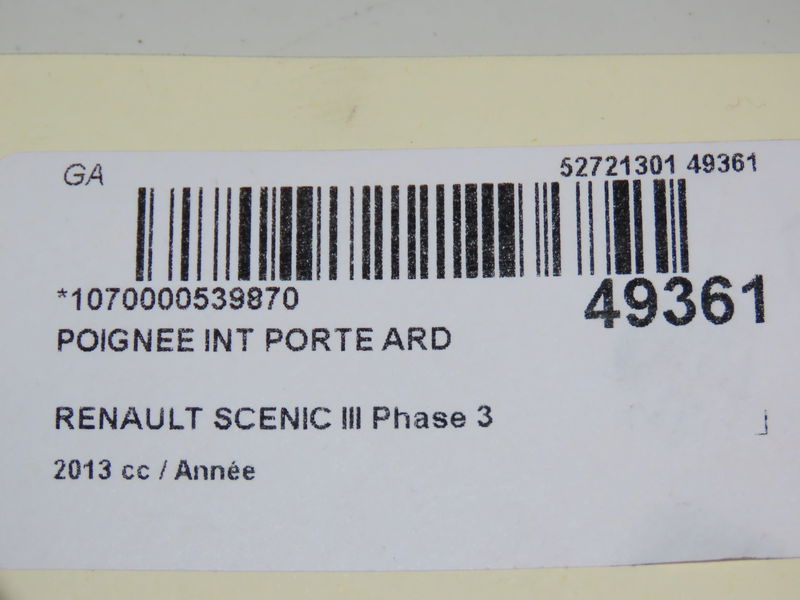 GA
52721301 49361
*1070000539870
49361
POIGNEE INT PORTE ARD
RENAULT SCENIC III Phase 3
2013 cc / Année